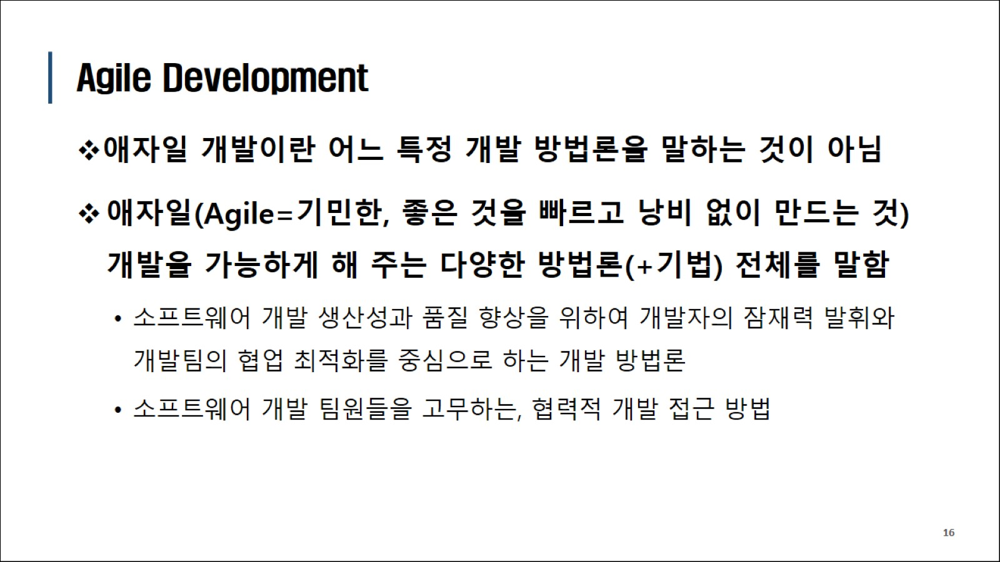 Agile Development
❖애자일 개발이란 어느 특정 개발 방법론을 말하는 것이 아님
❖ 애자일(Agile=기민한, 좋은 것을 빠르고 낭비 없이 만드는 것)
개발을 가능하게 해 주는 다양한 방법론(+기법) 전체를 말함
• 소프트웨어 개발 생산성과 품질 향상을 위하여 개발자의 잠재력 발휘와
개발팀의 협업 최적화를 중심으로 하는 개발 방법론
• 소프트웨어 개발 팀원들을 고무하는, 협력적 개발 접근 방법
16